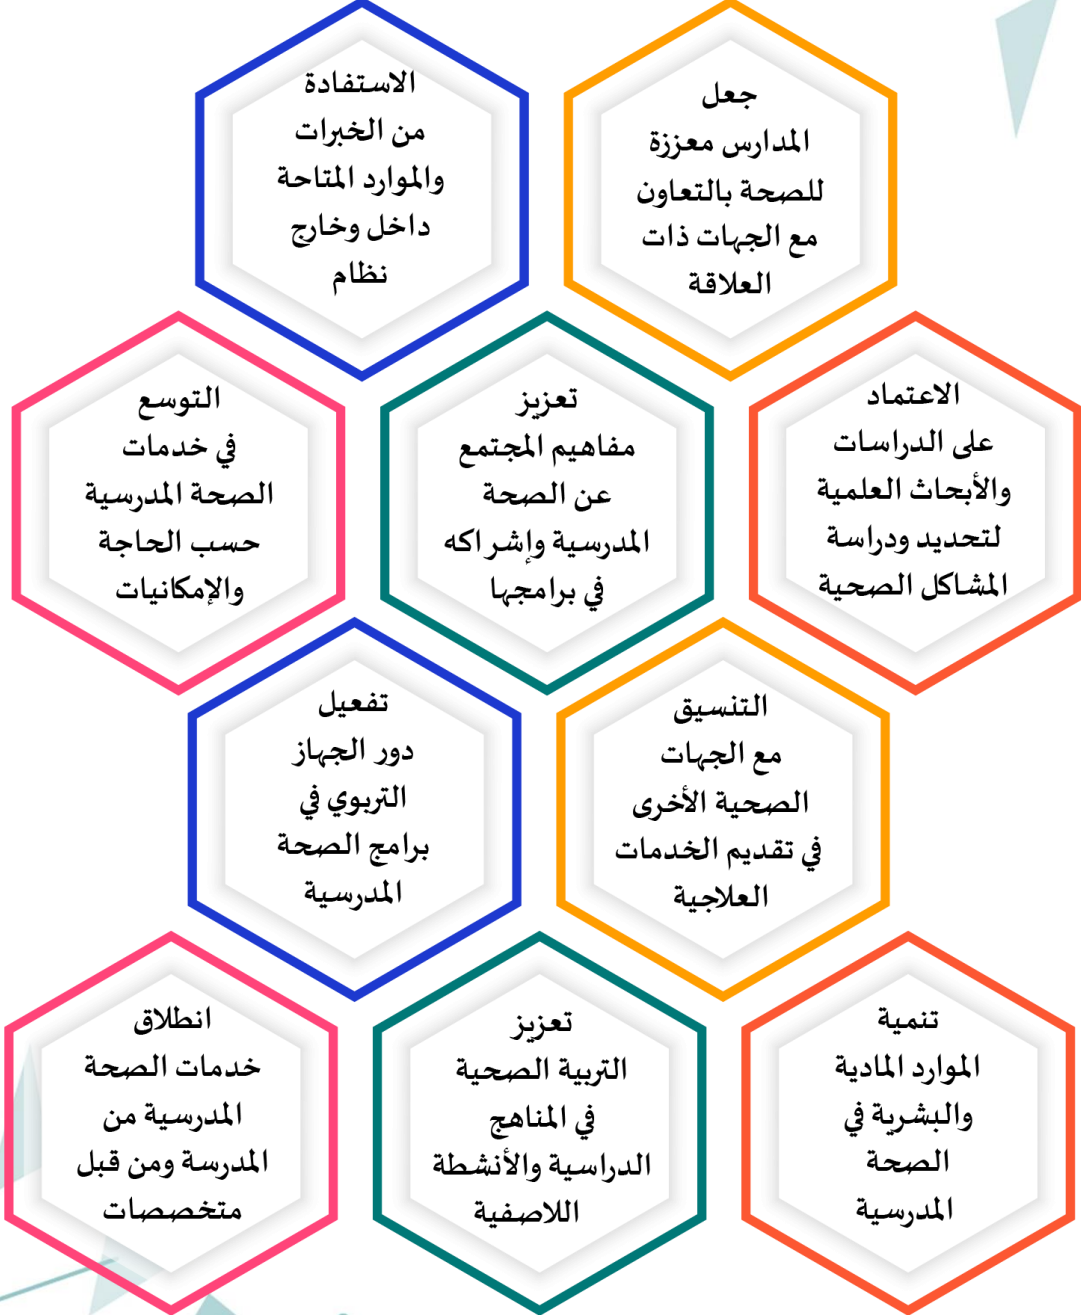 جعل
المدارس معززة
للصحة بالتعاون
مع الجهات ذات
العلاقة
الاستفادة
من الخبرات
والموارد المتاحة
داخل وخارج
نظام
الاعتماد
على الدراسات
والأبحاث العلمية
لتحديد ودراسة
المشاكل الصحية
تعزيز
مفاهيم المجتمع
عن الصحة
المدرسية وإشراكه
في برامجها
التوسع
في خدمات
الصحة المدرسية
حسب الحاجة
والإمكانيات
التنسيق
مع الجهات
الصحية الأخرى
في تقديم الخدمات
العلاجية
تفعيل
دور الجهاز
التربوي في
برامج الصحة
المدرسية
تنمية
الموارد المادية
والبشرية في
الصحة
المدرسية
تعزيز
التربية الصحية
في المناهج
الدراسية والأنشطة
اللاصفية
انطلاق
خدمات الصحة
المدرسية من
المدرسة ومن قبل
متخصصات